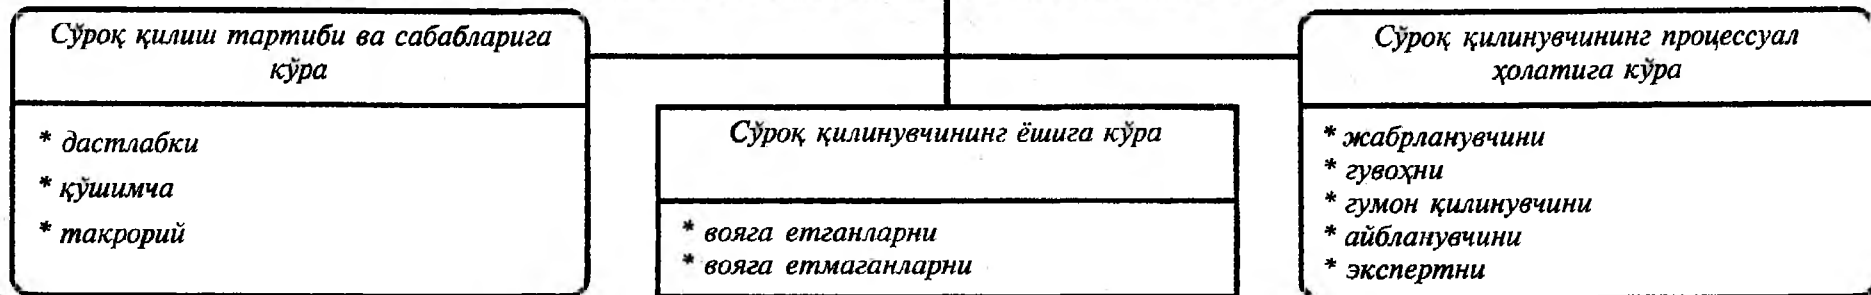 Сўроқ қилиш тартиби ва сабабларига
кўра
* дастлабки
* қўшимча
* такрорий
Сўроқ қилинувчининг ёшига кўра
* вояга етганларни
* вояга етмаганларни
Сўроқ қилинувчининг процессуал
ҳолатига кўра
* жабрланувчини
* гувоҳни
* гумон қилинувчини
* айбланувчини
* экспертни